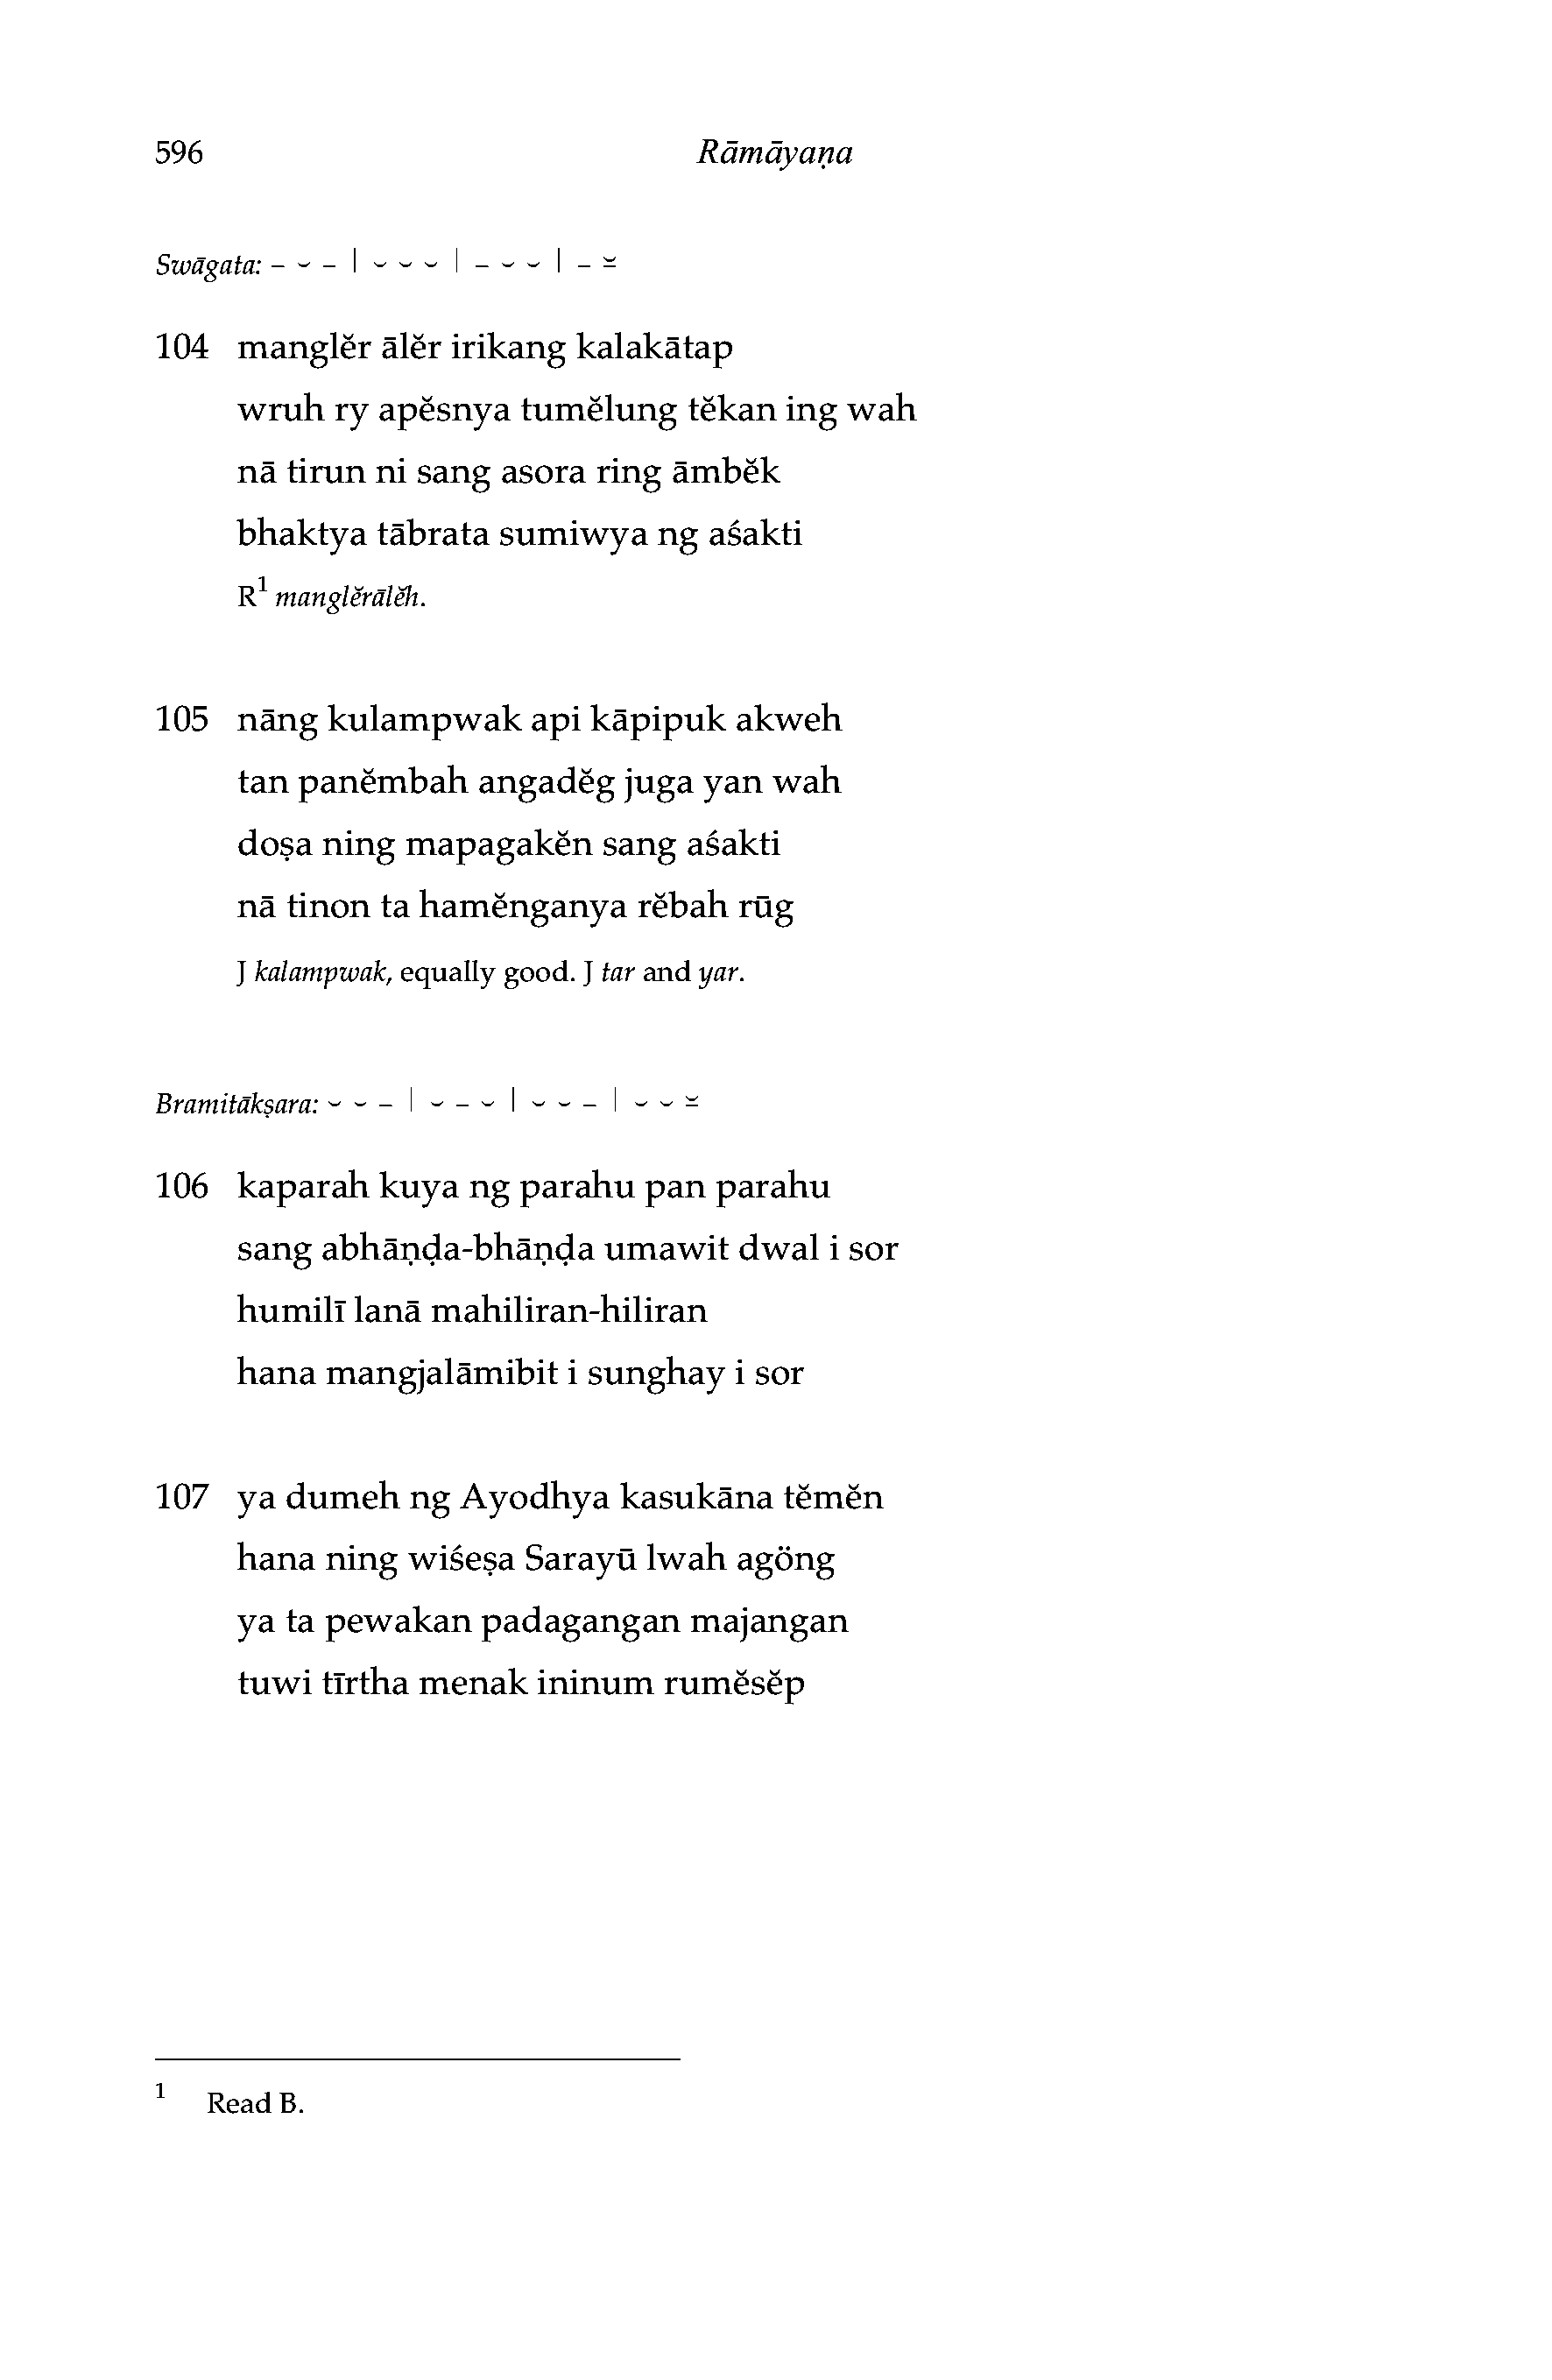 596 Rāmāyaṇa
Swāgata: – ⏑ – | ⏑ ⏑ ⏑ | – ⏑ ⏑ | – ⏓
104 manglĕr ālĕr irikang kalakātap
wruh ry apĕsnya tumĕlung tĕkan ing wah
nā tirun ni sang asora ring āmbĕk
bhaktya tābrata sumiwya ng aśakti
R¹ manglĕrālĕh.
105 nāng kulampwak api kāpipuk akweh
tan panĕmbah angadĕg juga yan wah
doṣa ning mapagakĕn sang aśakti
nā tinon ta hamĕnganya rĕbah rūg
J kalampwak, equally good. J tar and yar.
Bramitākṣara: ⏑ ⏑ – | ⏑ – ⏑ | ⏑ ⏑ – | ⏑ ⏑ ⏓
106 kaparah kuya ng parahu pan parahu
sang abhāṇḍa-bhāṇḍa umawit dwal i sor
humilī lanā mahiliran-hiliran
hana mangjalāmibit i sunghay i sor
107 ya dumeh ng Ayodhya kasukāna tĕmĕn
hana ning wiśeṣa Sarayū lwah agöng
ya ta pewakan padagangan majangan
tuwi tīrtha menak ininum rumĕsĕp
¹ Read B.